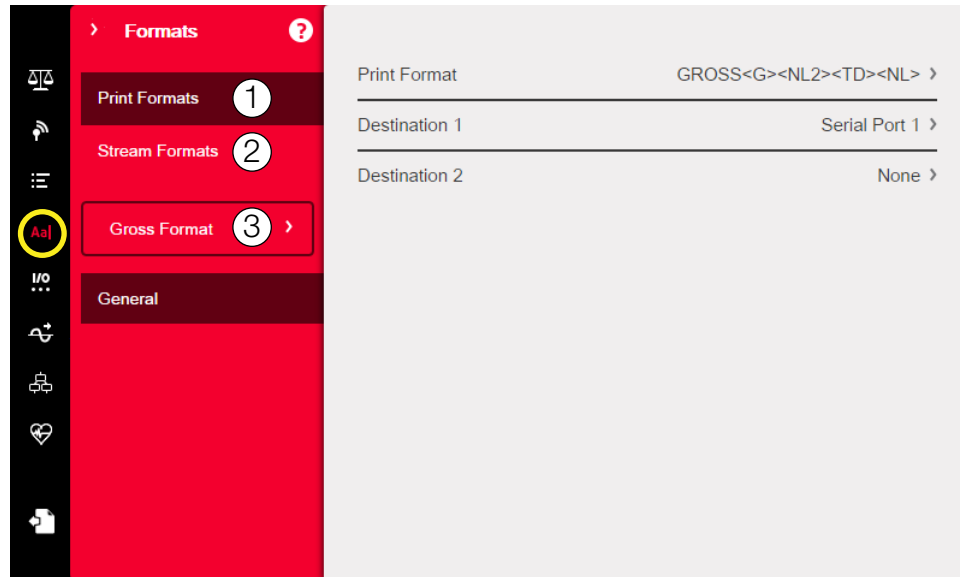 Formats ?
Print Formats 1
Stream Formats 2
Gross Format 3
General
Aa
I/O
Print Format GROSS<G><NL2><TD><NL>
Destination 1 Serial Port 1
Destination 2 None